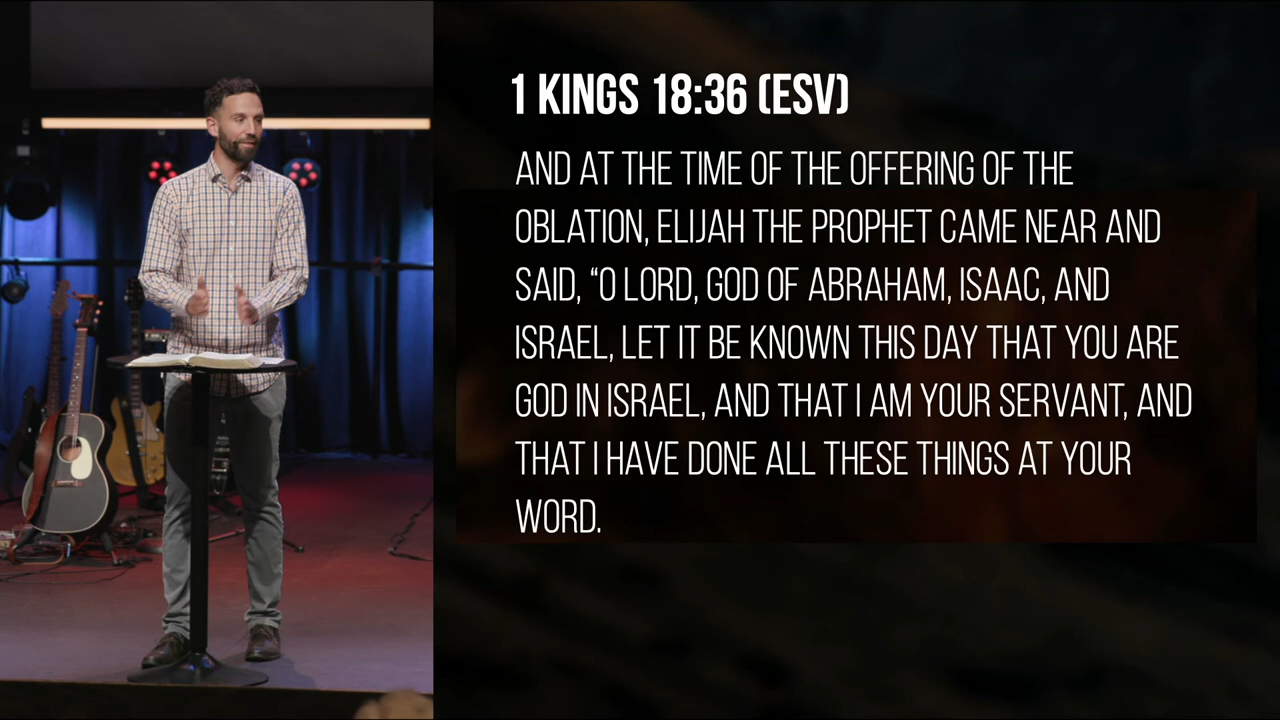 1 KINGS 18:36 (ESV)
AND AT THE TIME OF THE OFFERING OF THE
OBLATION, ELIJAH THE PROPHET CAME NEAR AND
SAID, “O LORD, GOD OF ABRAHAM, ISAAC, AND
ISRAEL, LET IT BE KNOWN THIS DAY THAT YOU ARE
GOD IN ISRAEL, AND THAT I AM YOUR SERVANT, AND
THAT I HAVE DONE ALL THESE THINGS AT YOUR
WORD.